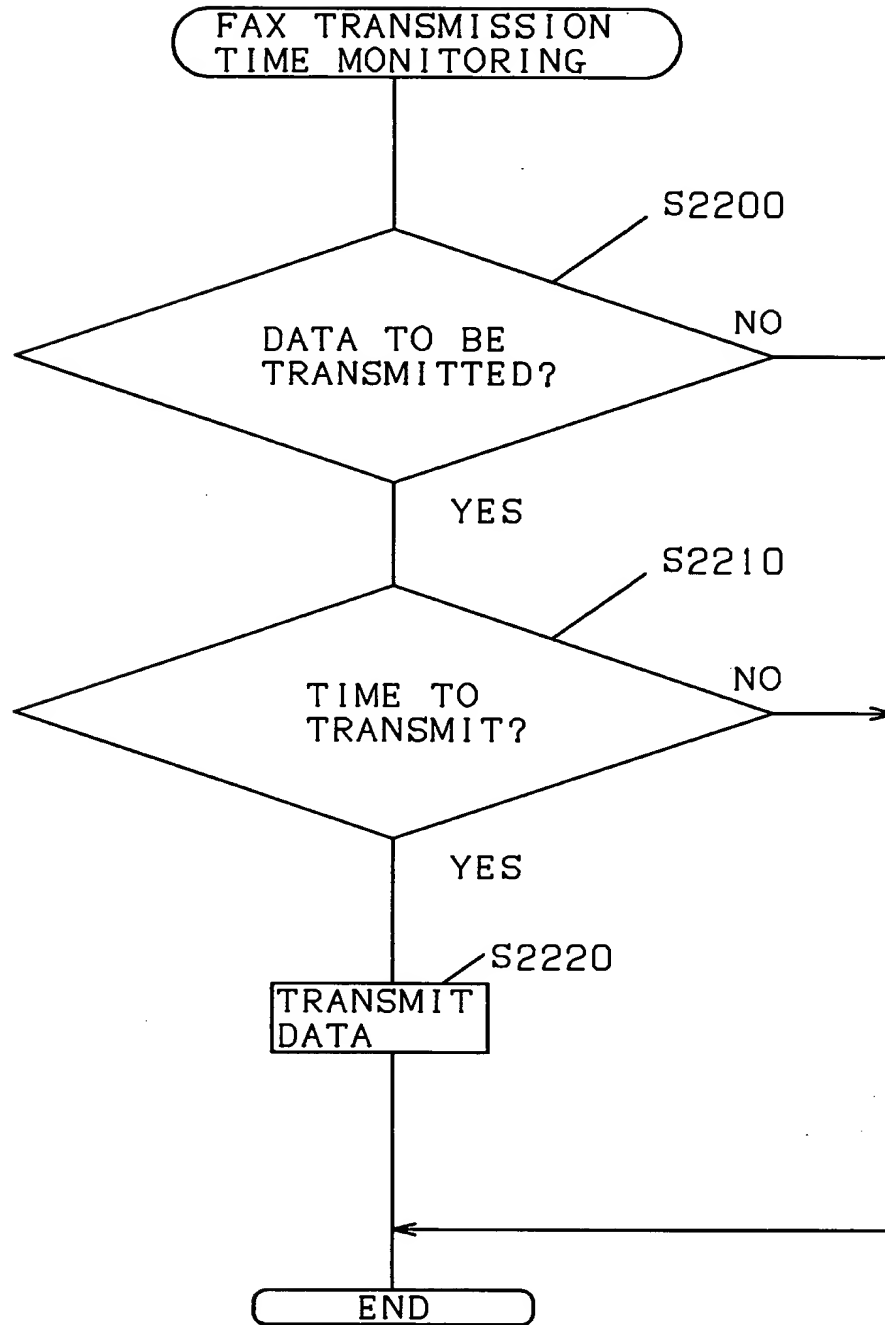 FAX TRANSMISSION
TIME MONITORING
S2200
DATA TO BE
TRANSMITTED?
NO
YES
S2210
TIME TO
TRANSMIT?
NO
YES
S2220
TRANSMIT
DATA
END